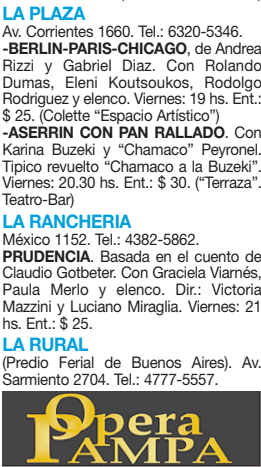 LA PLAZA
Av. Corrientes 1660. Tel.: 6320-5346.
-BERLIN-PARIS-CHICAGO, de Andrea
Rizzi y Gabriel Diaz. Con Rolando
Dumas, Eleni Koutsoukos, Rodolgo
Rodriguez y elenco. Viernes: 19 hs. Ent.:
$ 25. (Colette “Espacio Artístico”)
-ASERRIN CON PAN RALLADO. Con
Karina Buzeki y “Chamaco” Peyronel.
Tipico revuelto “Chamaco a la Buzeki”.
Viernes: 20.30 hs. Ent.: $ 30. (“Terraza”.
Teatro-Bar)
LA RANCHERIA
México 1152. Tel.: 4382-5862.
PRUDENCIA. Basada en el cuento de
Claudio Gotbeter. Con Graciela Viarnés,
Paula Merlo y elenco. Dir.: Victoria
Mazzini y Luciano Miraglia. Viernes: 21
hs. Ent.: $ 25.
LA RURAL
(Predio Ferial de Buenos Aires). Av.
Sarmiento 2704. Tel.: 4777-5557.
Opera
PAMPA